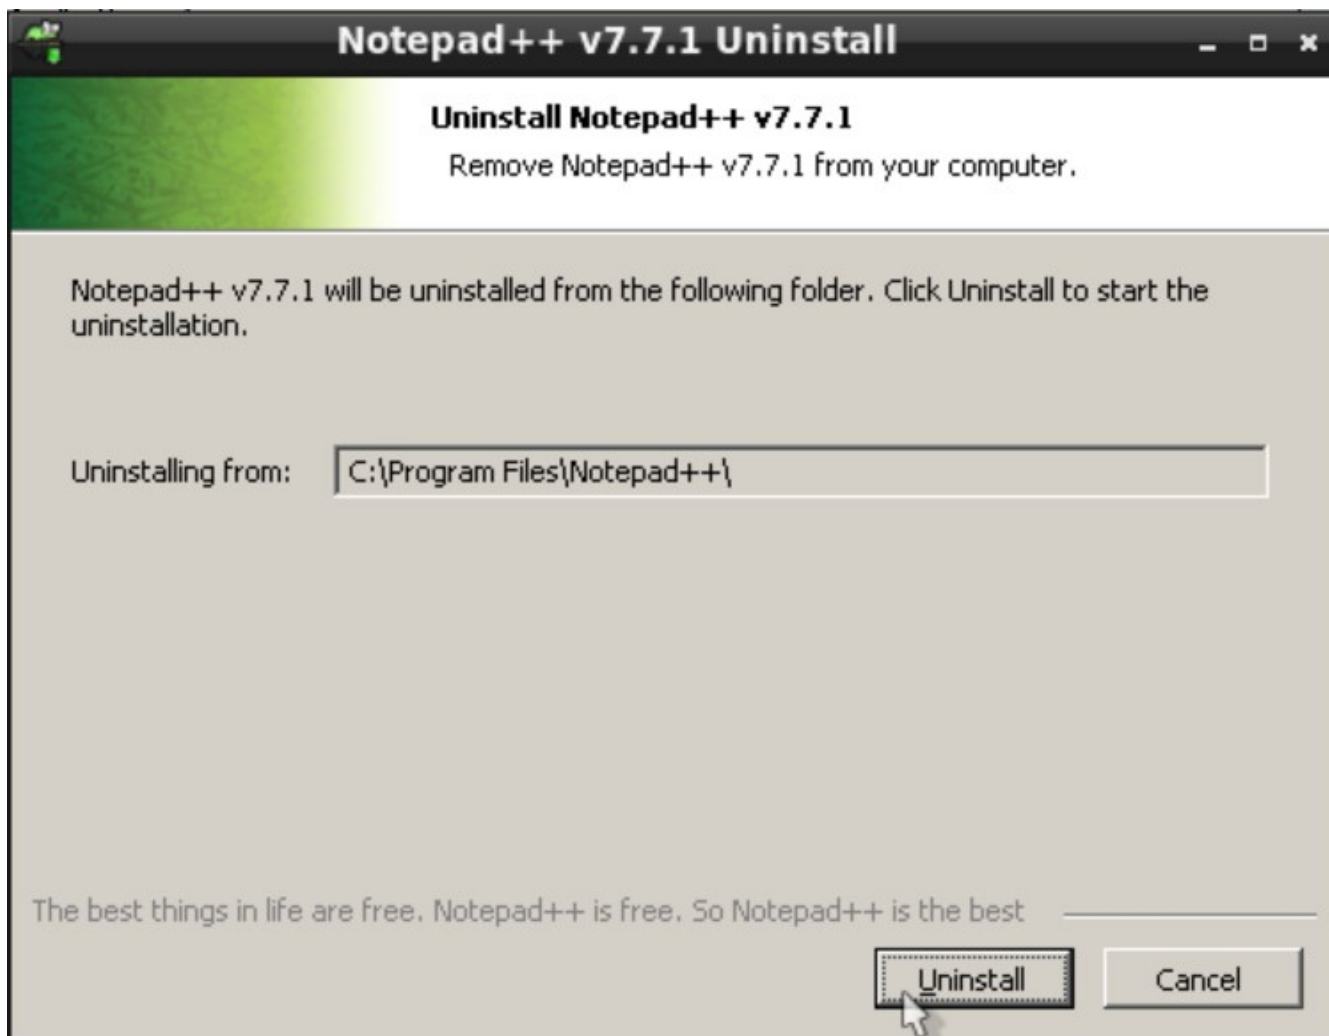 Notepad++ v7.7.1 Uninstall
Uninstall Notepad++ v7.7.1
Remove Notepad++ v7.7.1 from your computer.
Notepad++ v7.7.1 will be uninstalled from the following folder. Click Uninstall to start the
uninstallation.
Uninstalling from: C:\Program Files\Notepad++\
The best things in life are free. Notepad++ is free. So Notepad++ is the best
Uninstall Cancel